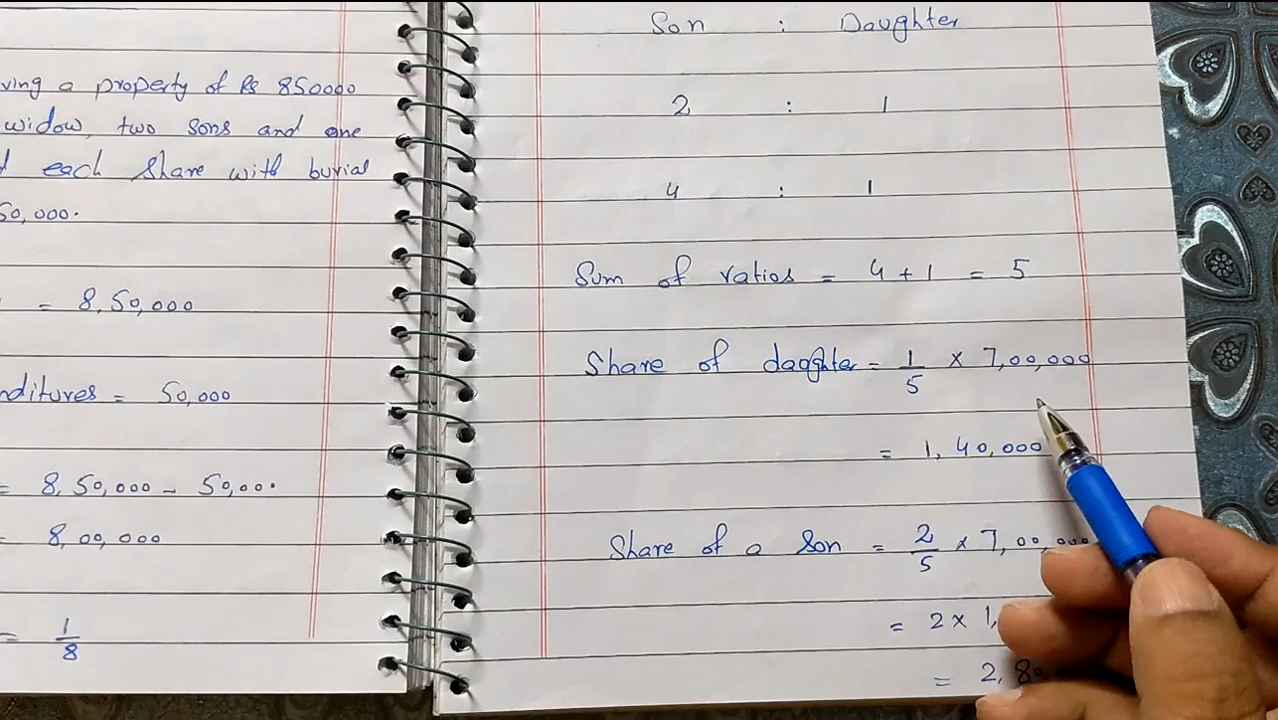 ving a property of Rs 850000
widow, two sons and one
each share with burial
50,000.
= 8,50,000
nditures = 50,000
= 8,50,000 - 50,00.
= 8,00,000
= 1/8
Son : Daughter
2 : 1
4 : 1
Sum of ratios = 4 + 1 = 5
Share of daughter = 1/5 × 7,00,000
= 1,40,000
Share of a son = 2/5 × 7,00,000
= 2 × 1,
= 2,80